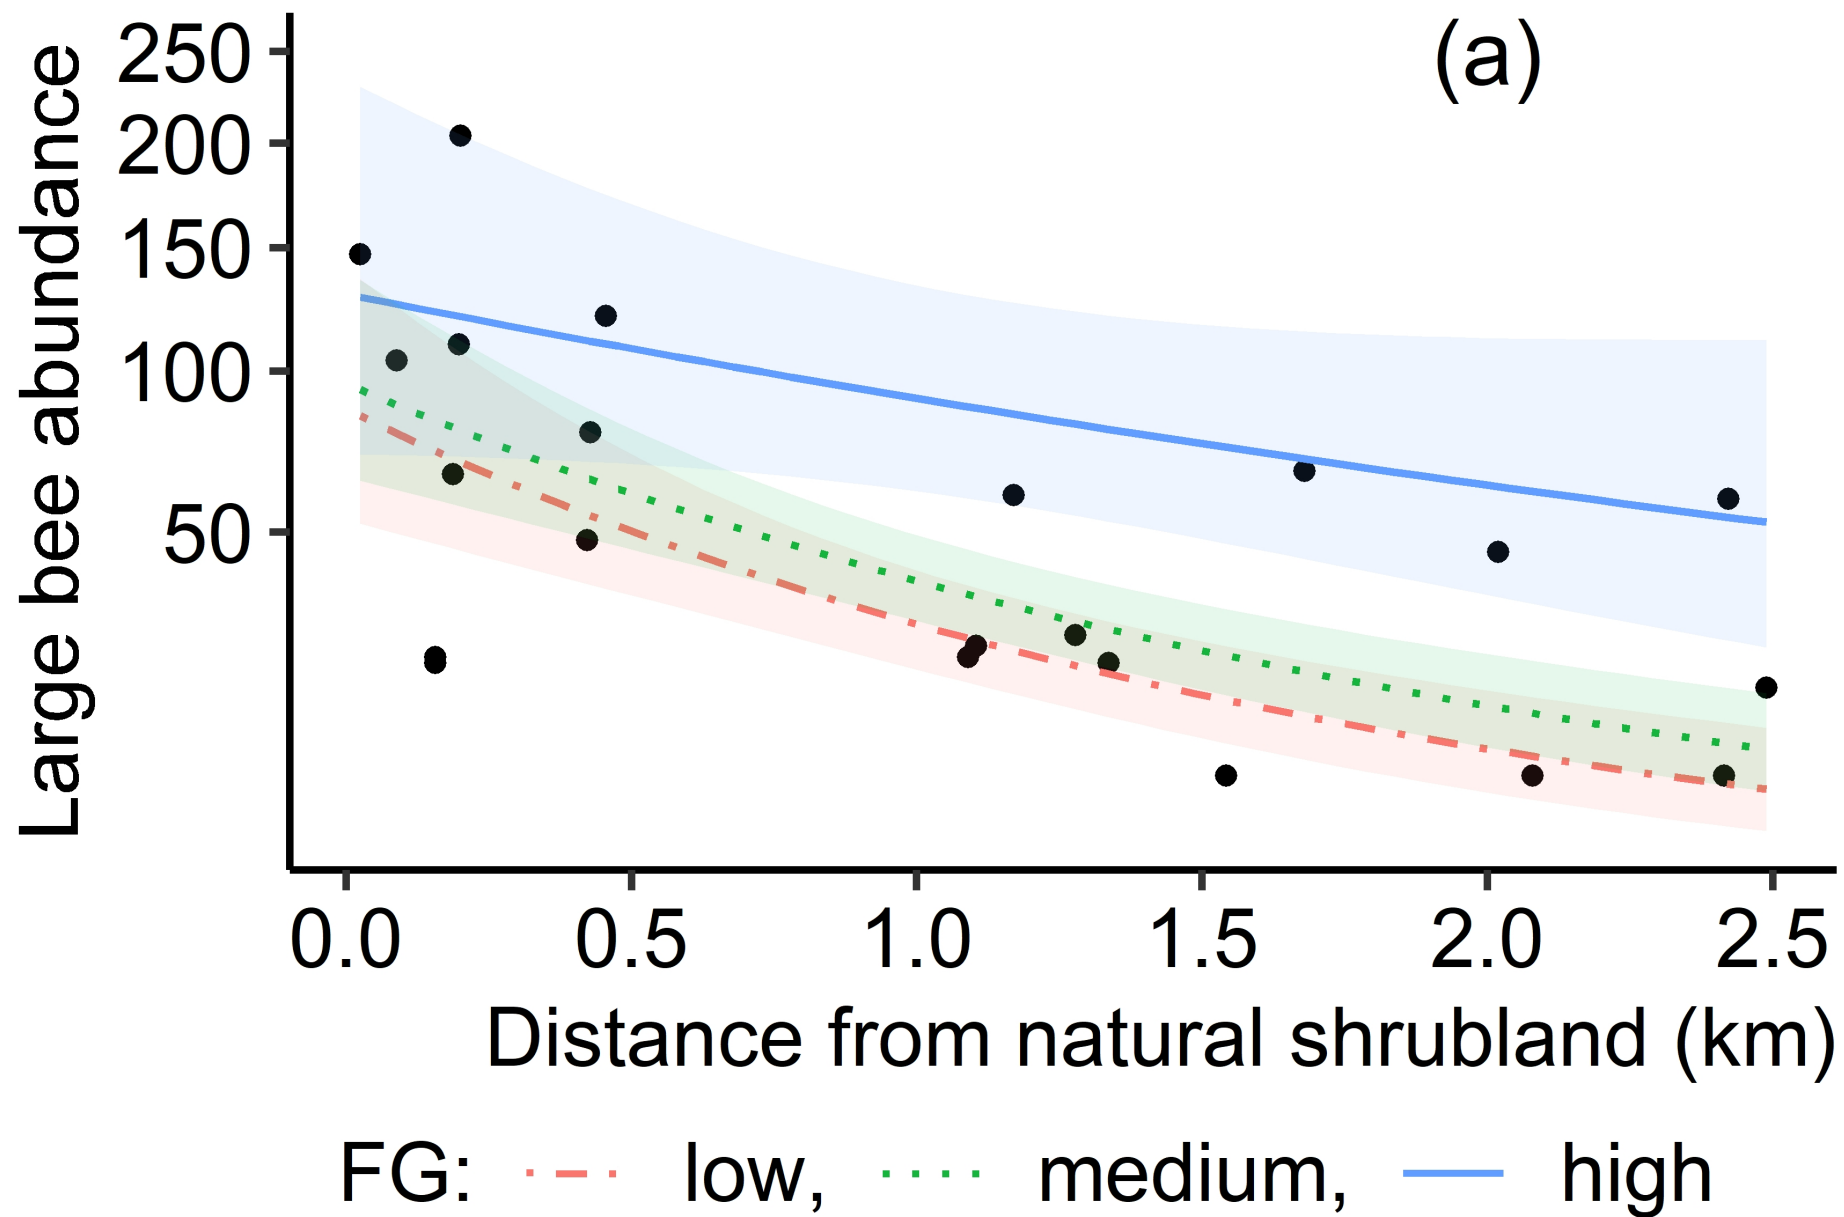 (a)
Large bee abundance
250
200
150
100
50
0.0 0.5 1.0 1.5 2.0 2.5
Distance from natural shrubland (km)
FG: low, medium, high